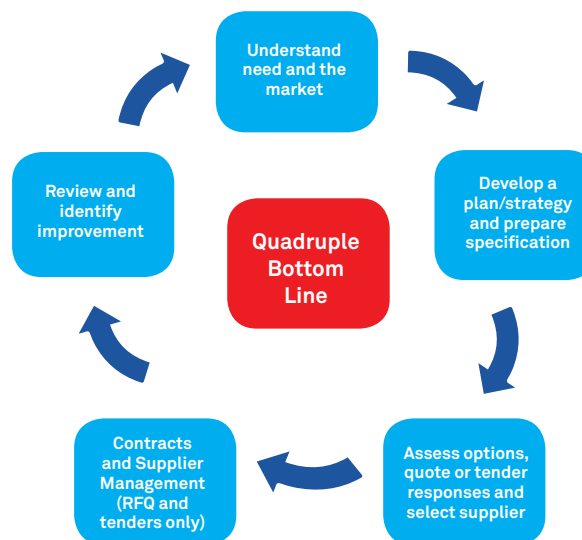 Understand
need and the
market
Develop a
plan/strategy
and prepare
specification
Assess options,
quote or tender
responses and
select supplier
Contracts
and Supplier
Management
(RFQ and
tenders only)
Review and
identify
improvement
Quadruple
Bottom
Line